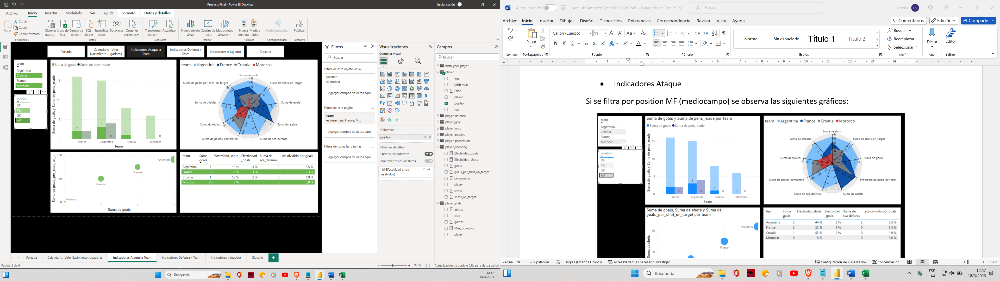 ProyectoFinal - Power BI Desktop
Iniciar sesión
Archivo Inicio Insertar Modelado Ver Ayuda Formato Datos y detalles
Pegar
Cortar
Copia
Copiar formato
Portapapeles
Obtener datos
Libro de Excel
Centro de datos
SQL Server
Especificar datos
Dataverse
Orígenes recientes
Datos
Transformar datos
Actualizar
Consultas
Nuevo objeto visual
Cuadro de texto
Más objetos visuales
Insertar
Nueva medida
Medida rápida
Cálculos
Confidencialidad
Confidencialidad
Publicar
Compartir
Portada
Calendario - Año Nacimiento Jugadores
Indicadores Ataque x Team
Indicadores Defensa x Team
Indicadores x Jugador
Glosario
team
Argentina
Croatia
France
Morocco
position
DF
FW
GK
MF
Suma de goals Suma de pens_made
Suma de goals y Suma de pens_made
15
10
5
0
2 0 3 0 1 0 0 0
France Argentina Croatia Morocco
team
team Argentina France Croatia Morocco
Suma de shots
Suma de shots_on_target
Suma de goals
Suma de assists
Suma de sca_defense
Suma de passes_completed
Suma de fouled
Suma de offsides
Suma de goals_per_shot_on_target
Suma de goals_per_shot_on_...
100
50
0
Argentina
France
Croatia
Morocco
0 1 2 3
Suma de goals
team Suma goals Efectividad_shots Efectividad _goals Suma de sca_defense sca dividido por goals
Argentina 3 44 % 3 % 2 3,5 %
France 2 32 % 3 % 0 3,3 %
Croatia 1 53 % 2 % 0 1,9 %
Morocco 0 8 % 0 0,0 %
Filtros
Buscar
Filtros de este objeto visual ...
position
es (todos)
Agregar campos de datos aquí
Filtros de esta página ...
team
es Argentina, France, M...
Agregar campos de datos aquí
Filtros de todas las páginas ...
Agregar campos de datos aquí
Visualizaciones
Compilar visual
Columnas
position
Obtener detalles
Entre varios informes
Mantener todos los filtros
Efectividad_shots
es (todos)
Campos
Buscar
birth_year_player
player
age
birth_year
Edad
player
position
team
player_defense
player_gca
player_misc
player_passing
player_possession
player_shooting
Efectividad_goals
Efectividad_shots
goals
goals_per_shot_on_target
pens_made
player
shots
shots_on_target
player_stats
assists
club
games
Max_Goleador
player
Portada Calendario - Año Nacimiento Jugadores Indicadores Ataque x Team Indicadores Defensa x Team Indicadores x Jugador Glosario +
Página 3 de 6
93 %
Actualización disponible (clic para descargarla)
Búsqueda
12:57
18/3/2023
Autoguardado
AnalisisCampeonQatar2022_LuisSolis • Guardado en Este PC
Buscar
luis solis LS
Archivo Inicio Insertar Dibujar Diseño Disposición Referencias Correspondencia Revisar Vista Ayuda
Comentarios Edición Compartir
Deshacer
Pegar
Portapapeles
Calibri (Cuerpo) 11
N K S ab x₂ x²
Fuente
Párrafo
Normal Sin espaciado Título 1 Título 2
Estilos
Buscar
Reemplazar
Seleccionar
Edición
Dictar
Voz
Editor
Editor
1 2 3 4 5 6 7 8 9 10 11 12 13 14
• Indicadores Ataque
Si se filtra por position MF (mediocampo) se observa las siguientes gráficos:
team
Argentina
Croatia
France
Morocco
position
DF
FW
GK
MF
Suma de goals y Suma de pens_made por team
Suma de goals Suma de pens_made
Suma de goals y Suma de pens_made
15
10
5
0
2 0 3 0 1 0 0 0
France Argentina Croatia Morocco
team
team Argentina France Croatia Morocco
Suma de shots
Suma de shots_on_target
Suma de goals
Promedio de goals_per_shot
Suma de assists
Suma de sca_defense
Suma de passes_completed
Suma de fouled
Suma de offsides
Suma de goals, Suma de shots y Suma de
goals_per_shot_on_target por team
Suma de shots
30
20
Argentina
France
team Suma goals Efectividad_shots Efectividad _goals Suma de sca_defense sca dividido por goals
Argentina 3 44 % 3 % 2 3,5 %
France 2 32 % 3 % 0 3,3 %
Croatia 1 53 % 2 % 0 1,9 %
Morocco 0 8 % 0 0,0 %
Página 3 de 5 709 palabras Inglés (Estados Unidos) Accesibilidad: es necesario investigar
Configuración de visualización Concentración 179%
Búsqueda
ESP
LAA
12:57
18/3/2023